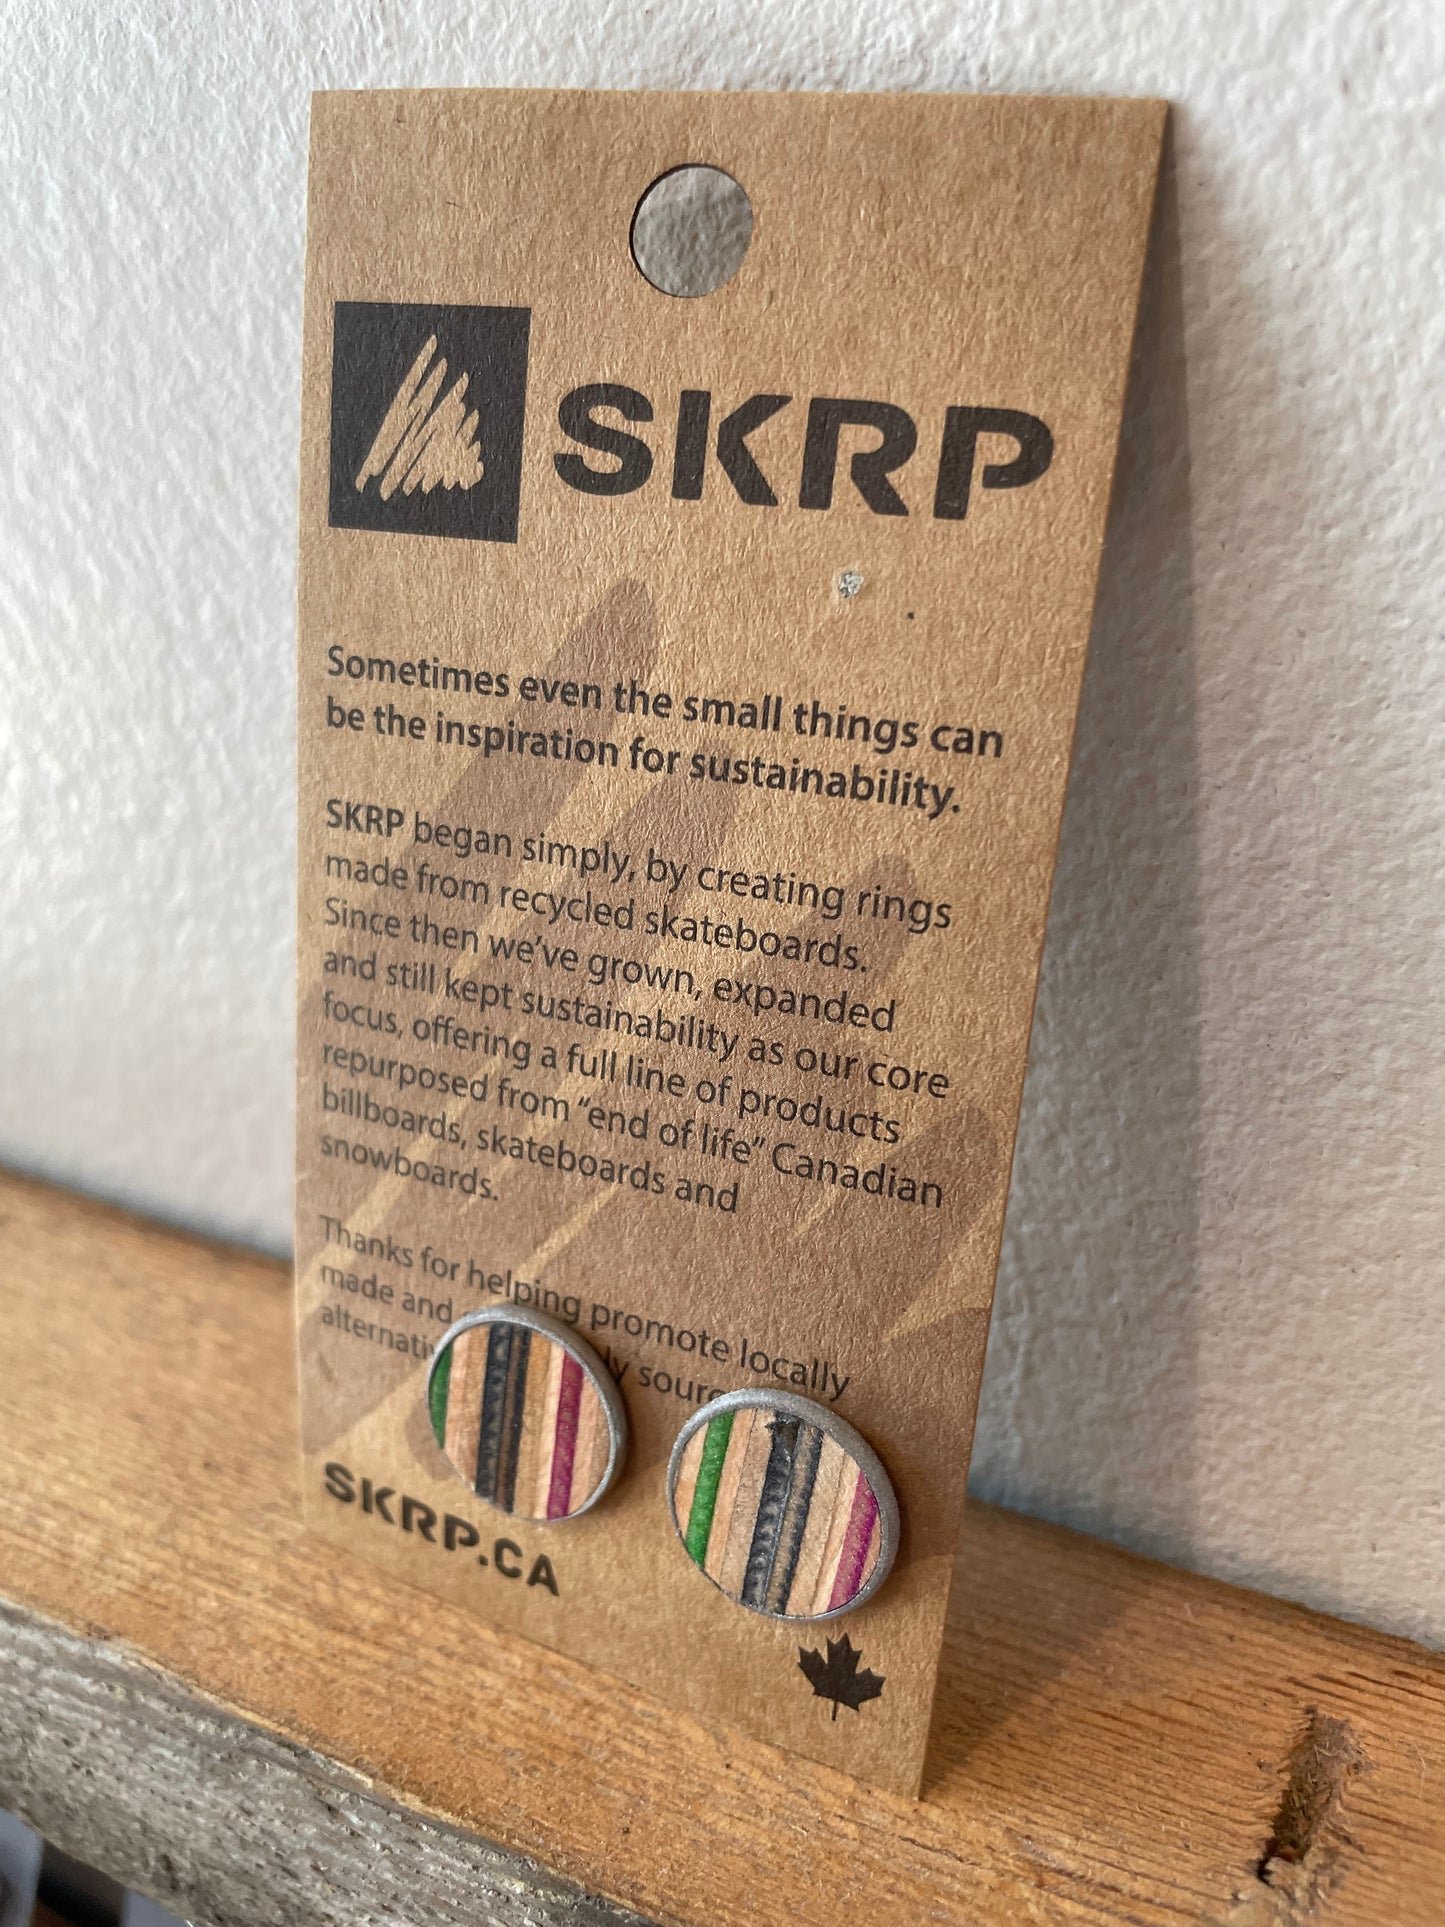 SKRP
Sometimes even the small things can
be the inspiration for sustainability.
SKRP began simply, by creating rings
made from recycled skateboards.
Since then we've grown, expanded
and still kept sustainability as our core
focus, offering a full line of products
repurposed from “end of life” Canadian
billboards, skateboards and
snowboards.
Thanks for helping promote locally
made and
SKRP.CA